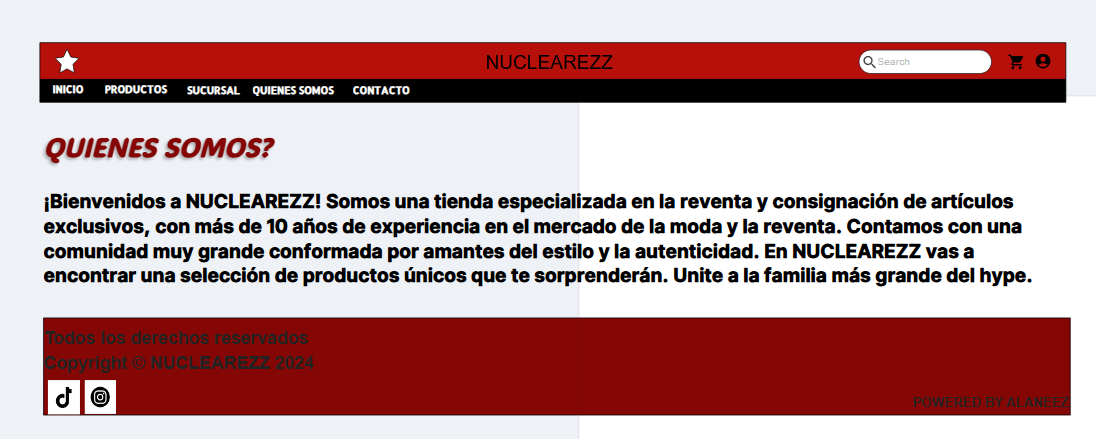 NUCLEAREZZ
Search
INICIO PRODUCTOS SUCURSAL QUIENES SOMOS CONTACTO
QUIENES SOMOS?
¡Bienvenidos a NUCLEAREZZ! Somos una tienda especializada en la reventa y consignación de artículos
exclusivos, con más de 10 años de experiencia en el mercado de la moda y la reventa. Contamos con una
comunidad muy grande conformada por amantes del estilo y la autenticidad. En NUCLEAREZZ vas a
encontrar una selección de productos únicos que te sorprenderán. Unite a la familia más grande del hype.
Todos los derechos reservados
Copyright © NUCLEAREZZ 2024
POWERED BY ALANEEZ